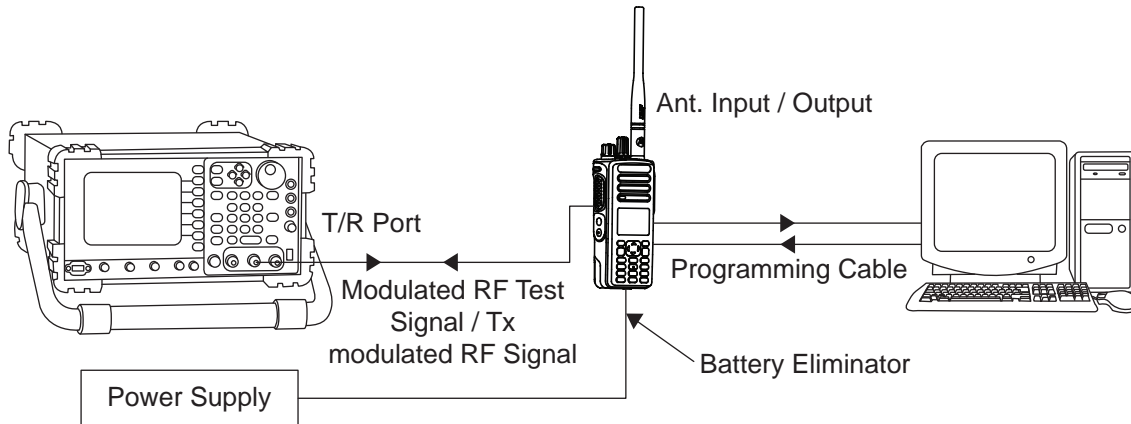 Ant. Input / Output
T/R Port
Programming Cable
Modulated RF Test
Signal / Tx
modulated RF Signal
Battery Eliminator
Power Supply